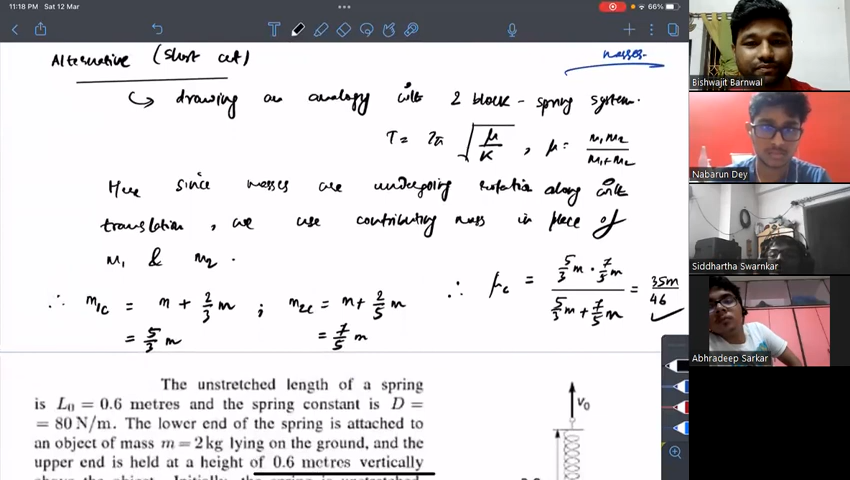 11:18 PM Sat 12 Mar
66%
Alternative (Short cut)
masses.
↳ drawing an analogy with 2 block - spring system.
T = 2π √(μ/K) , μ = m₁m₂/(m₁+m₂)
Here since masses are undergoing rotation along with
translation, we use contributing mass in place of
m₁ & m₂.
∴ m₁c = m + 2/3 m ; m₂c = m + 2/5 m
= 5/3 m = 7/5 m
∴ μc = (5/3 m · 7/5 m)/(5/3 m + 7/5 m) = 35m/46
The unstretched length of a spring
is L₀ = 0.6 metres and the spring constant is D =
= 80 N/m. The lower end of the spring is attached to
an object of mass m = 2 kg lying on the ground, and the
upper end is held at a height of 0.6 metres vertically
v₀
Bishwajit Barnwal
Nabarun Dey
Siddhartha Swarnkar
Abhradeep Sarkar